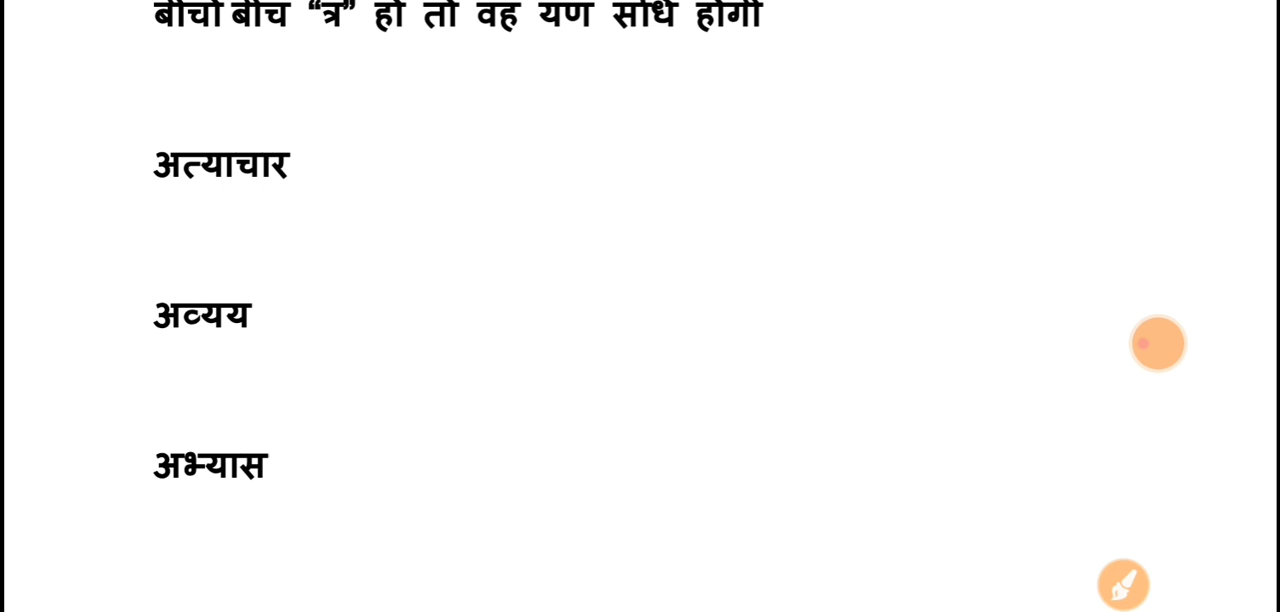 बीचो बीच “त्र” हो तो वह यण संधि होगी
अत्याचार
अव्यय
अभ्यास